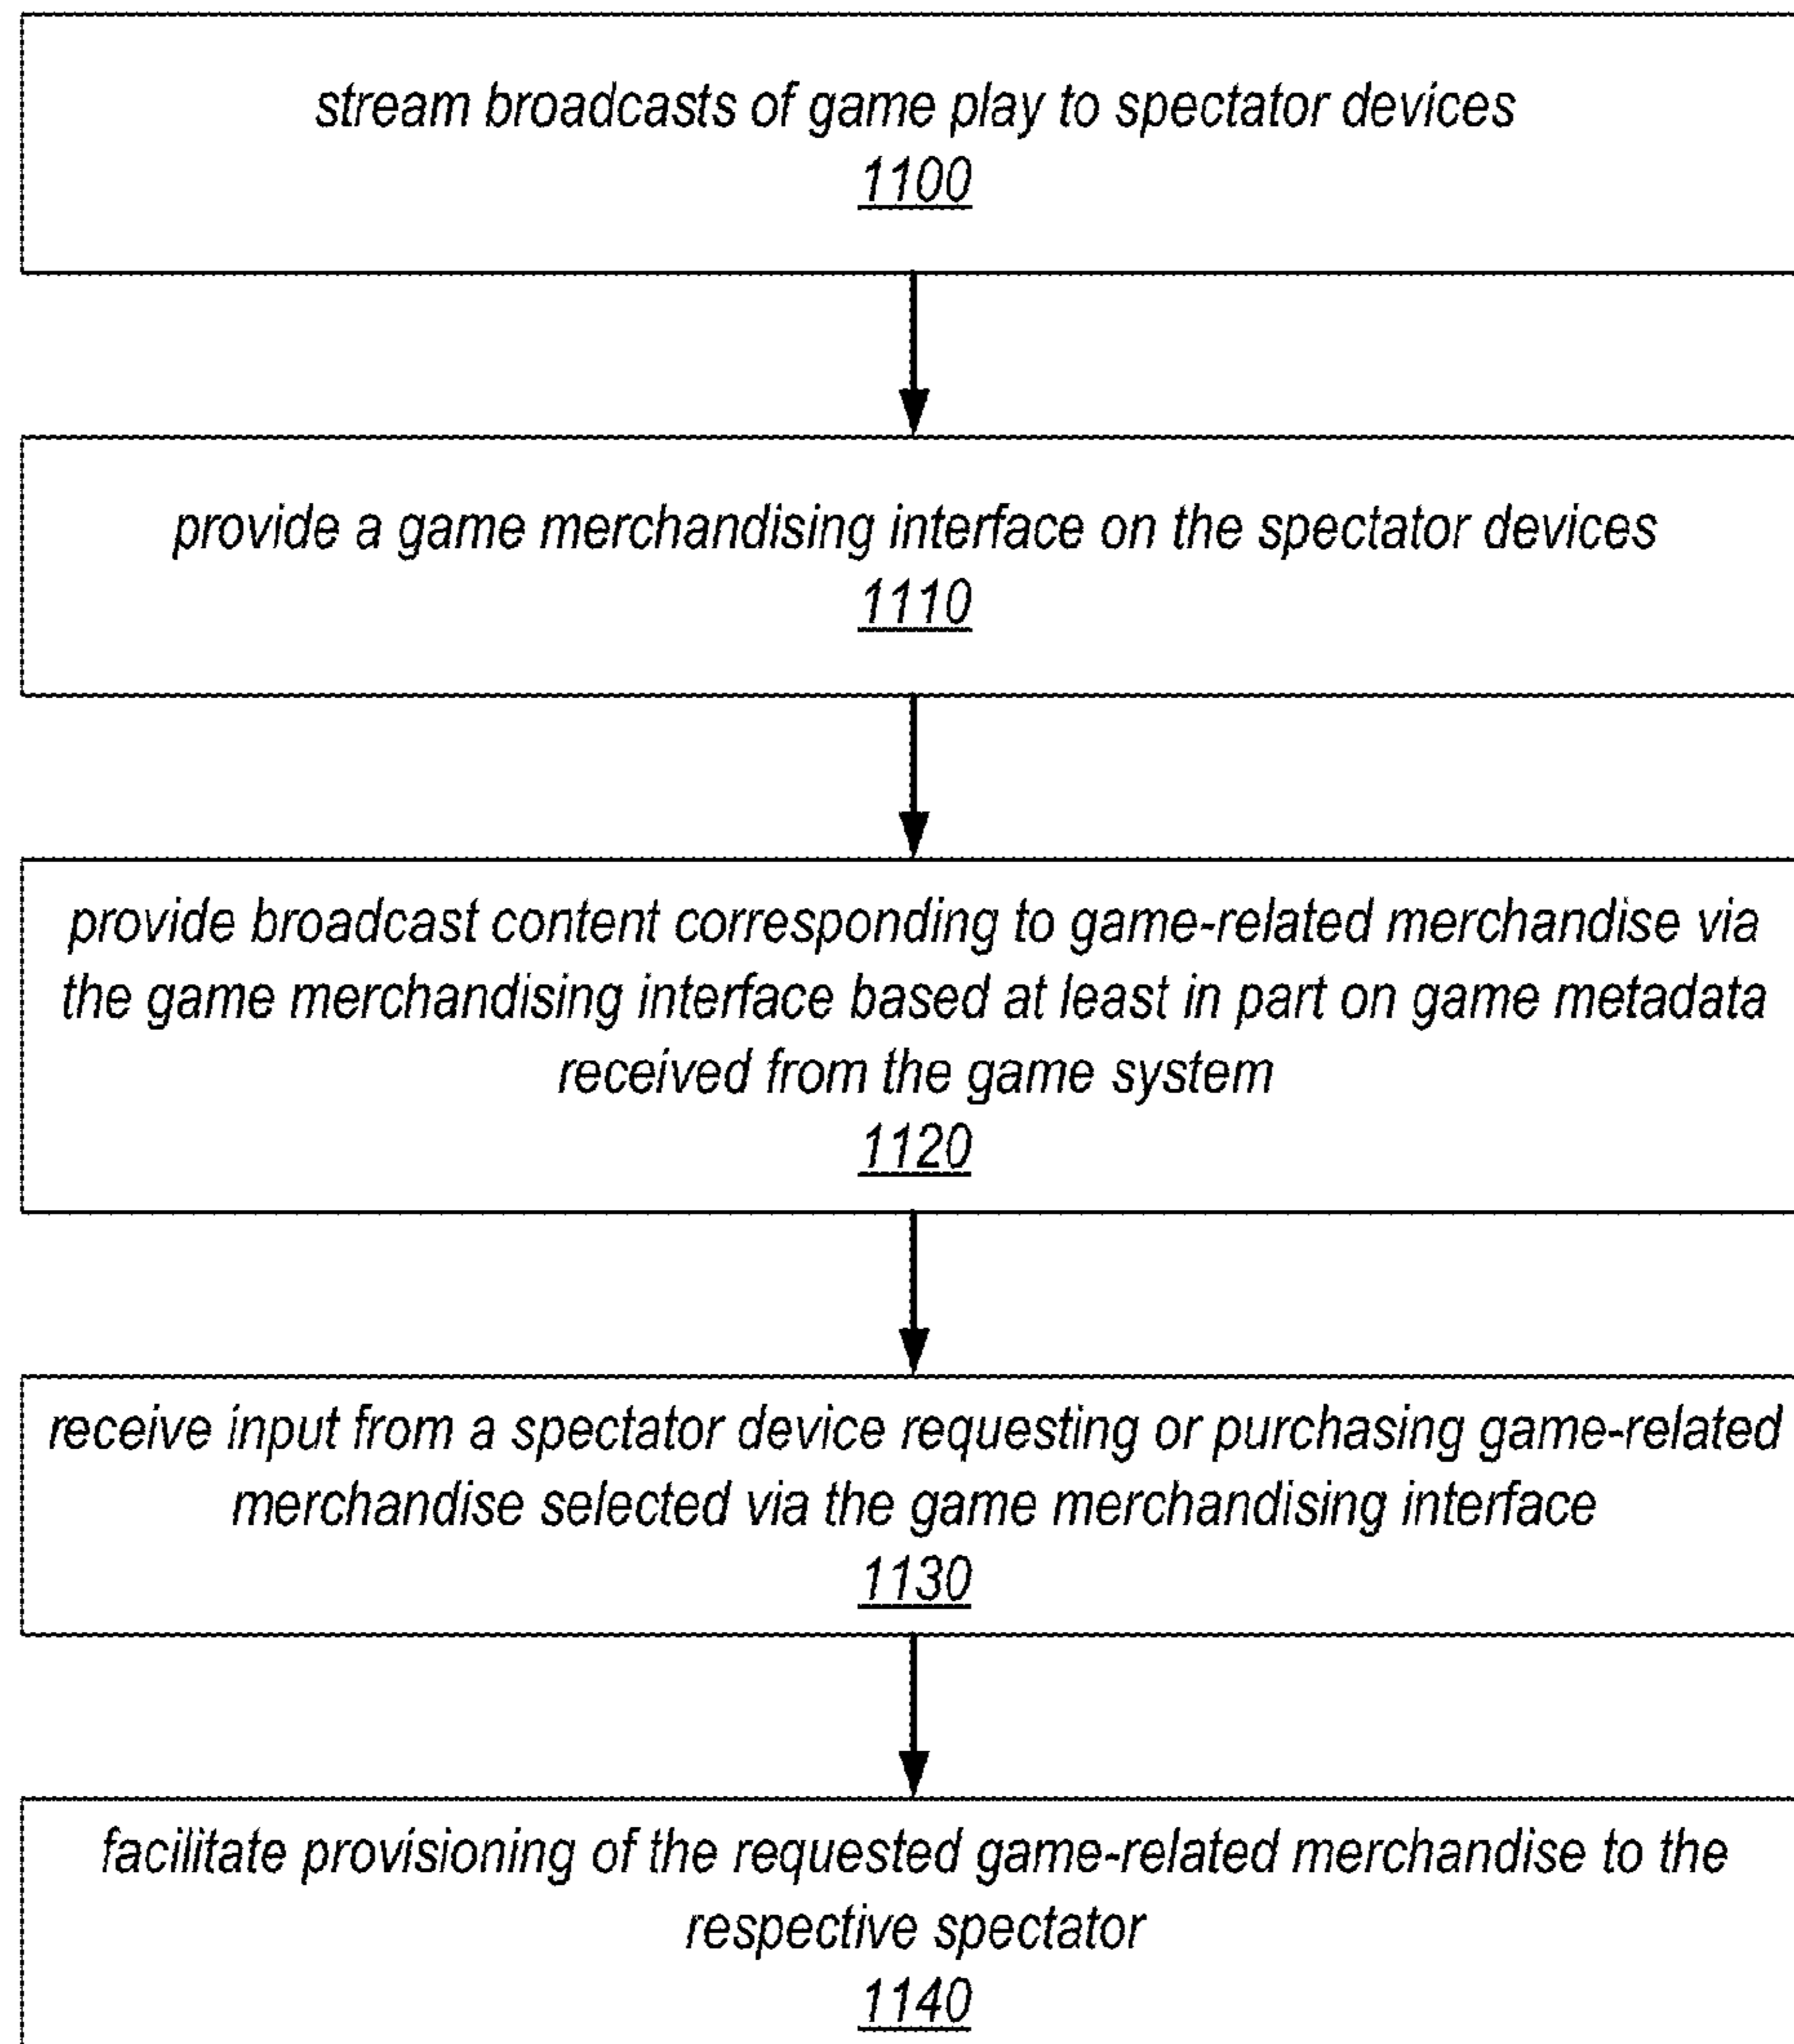 stream broadcasts of game play to spectator devices
1100
provide a game merchandising interface on the spectator devices
1110
provide broadcast content corresponding to game-related merchandise via
the game merchandising interface based at least in part on game metadata
received from the game system
1120
receive input from a spectator device requesting or purchasing game-related
merchandise selected via the game merchandising interface
1130
facilitate provisioning of the requested game-related merchandise to the
respective spectator
1140